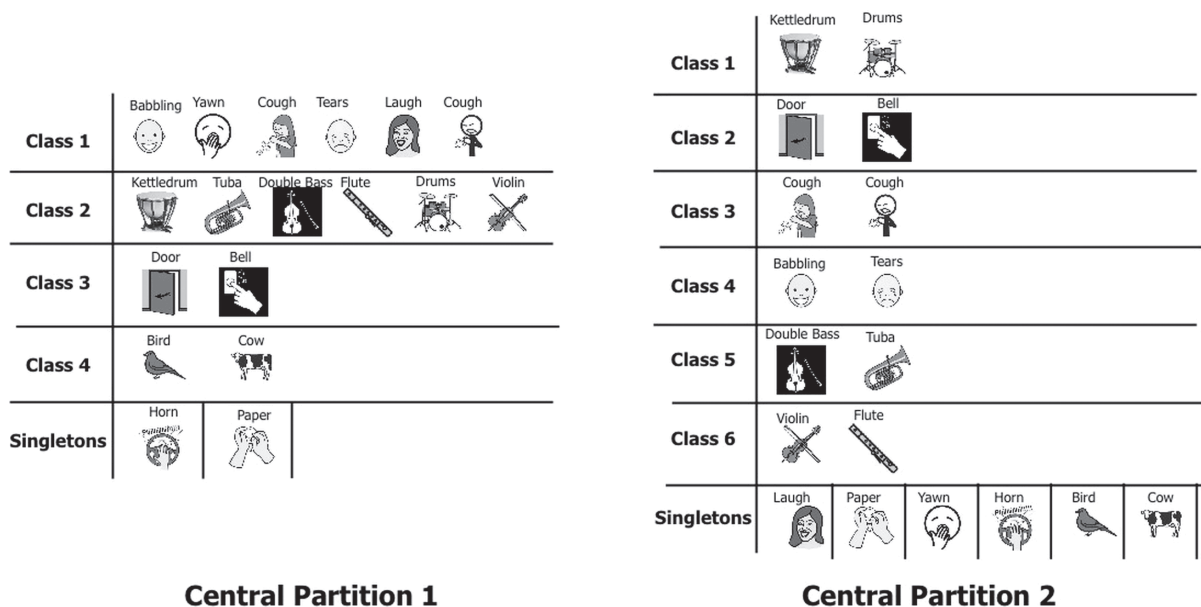 Babbling Yawn Cough Tears Laugh Cough
Class 1
Kettledrum Tuba Double Bass Flute Drums Violin
Class 2
Door Bell
Class 3
Bird Cow
Class 4
Horn Paper
Singletons
Central Partition 1
Kettledrum Drums
Class 1
Door Bell
Class 2
Cough Cough
Class 3
Babbling Tears
Class 4
Double Bass Tuba
Class 5
Violin Flute
Class 6
Laugh Paper Yawn Horn Bird Cow
Singletons
Central Partition 2